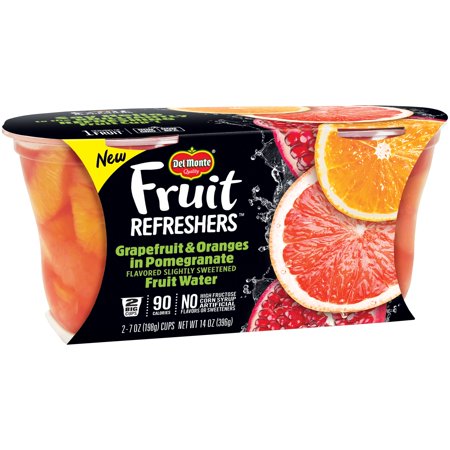 New
Del Monte
Quality
Fruit
REFRESHERS™
Grapefruit & Oranges
in Pomegranate
FLAVORED SLIGHTLY SWEETENED
Fruit Water
2 BIG CUPS
90 CALORIES
NO HIGH FRUCTOSE
CORN SYRUP
ARTIFICIAL
FLAVORS OR SWEETENERS
2-7 OZ (198g) CUPS NET WT 14 OZ (396g)